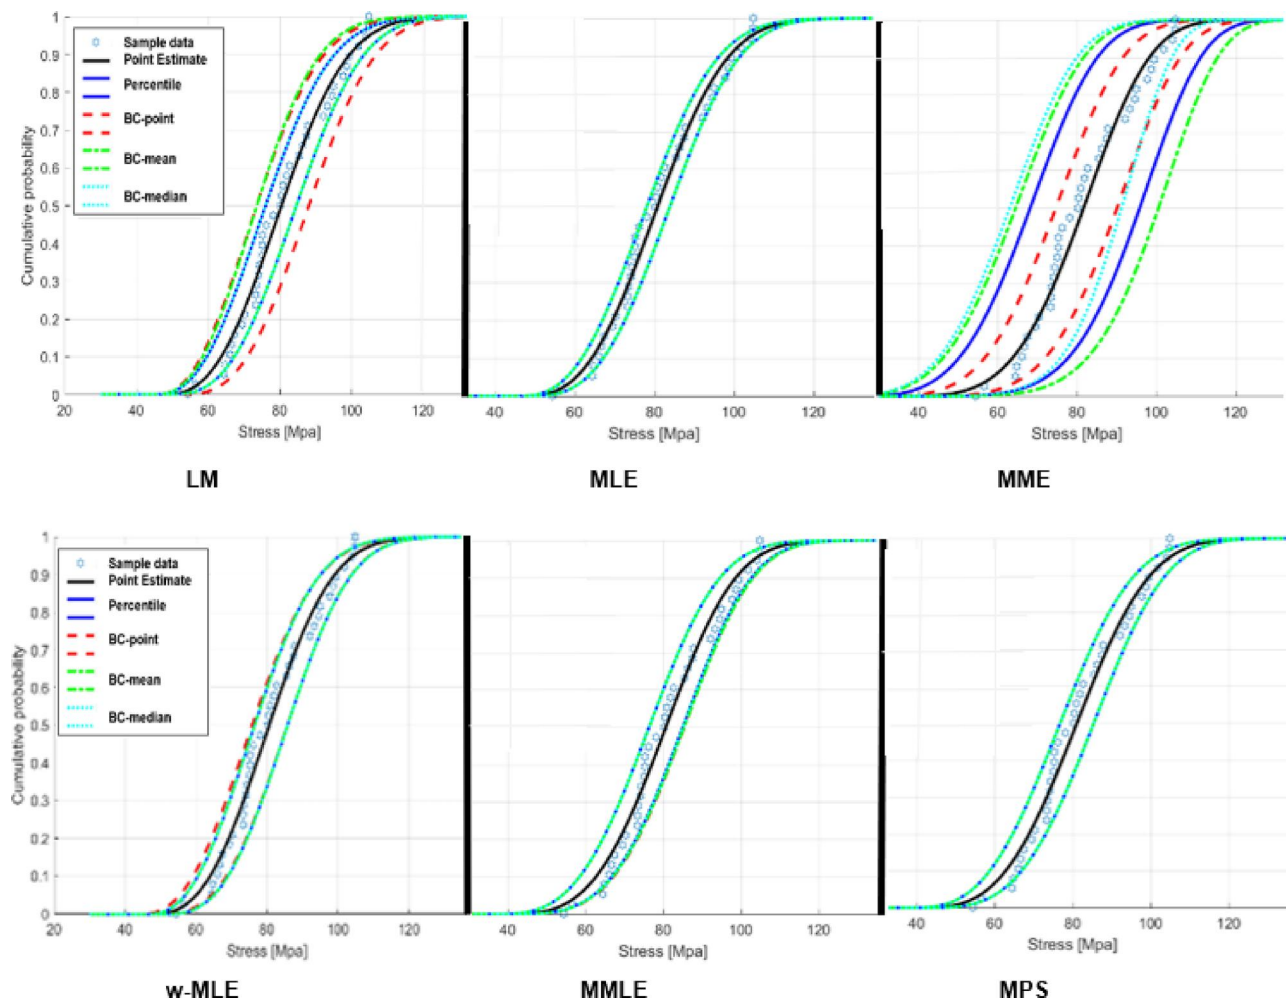 Cumulative probability
1
0.9
0.8
0.7
0.6
0.5
0.4
0.3
0.2
0.1
0
Sample data
Point Estimate
Percentile
BC-point
BC-mean
BC-median
20 40 60 80 100 120
Stress [Mpa]
LM
40 60 80 100 120
Stress [Mpa]
MLE
40 60 80 100 120
Stress [Mpa]
MME
Cumulative probability
1
0.9
0.8
0.7
0.6
0.5
0.4
0.3
0.2
0.1
0
Sample data
Point Estimate
Percentile
BC-point
BC-mean
BC-median
20 40 60 80 100 120
Stress [Mpa]
w-MLE
40 60 80 100 120
Stress [Mpa]
MMLE
40 60 80 100 120
Stress [Mpa]
MPS